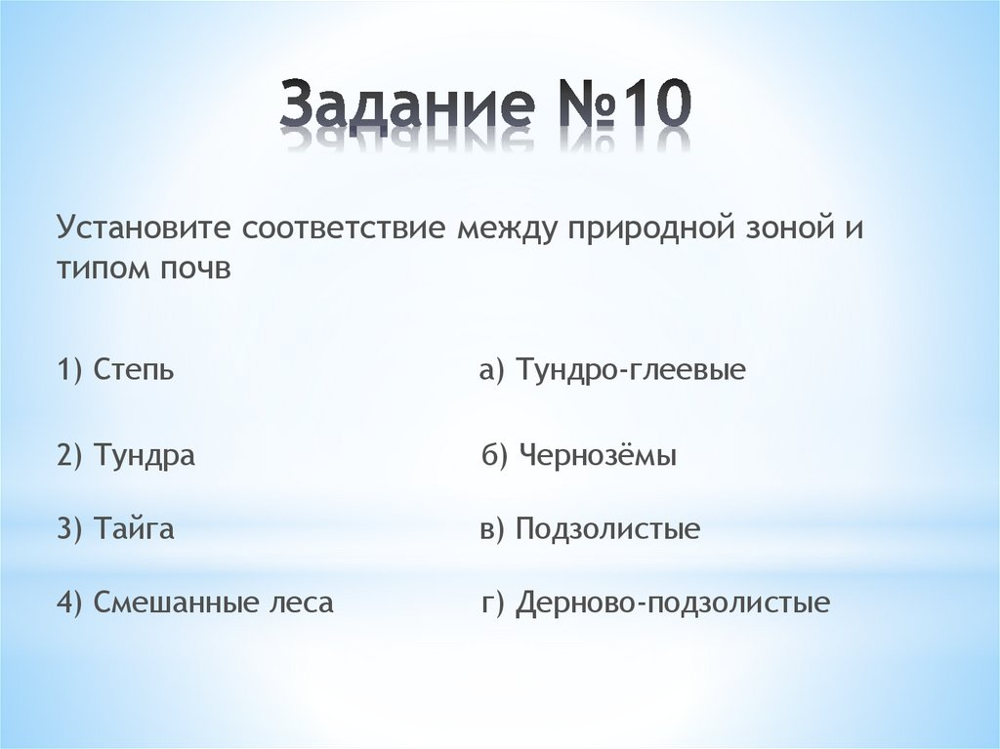 Задание №10
Установите соответствие между природной зоной и
типом почв
1) Степь а) Тундро-глеевые
2) Тундра б) Чернозёмы
3) Тайга в) Подзолистые
4) Смешанные леса г) Дерново-подзолистые